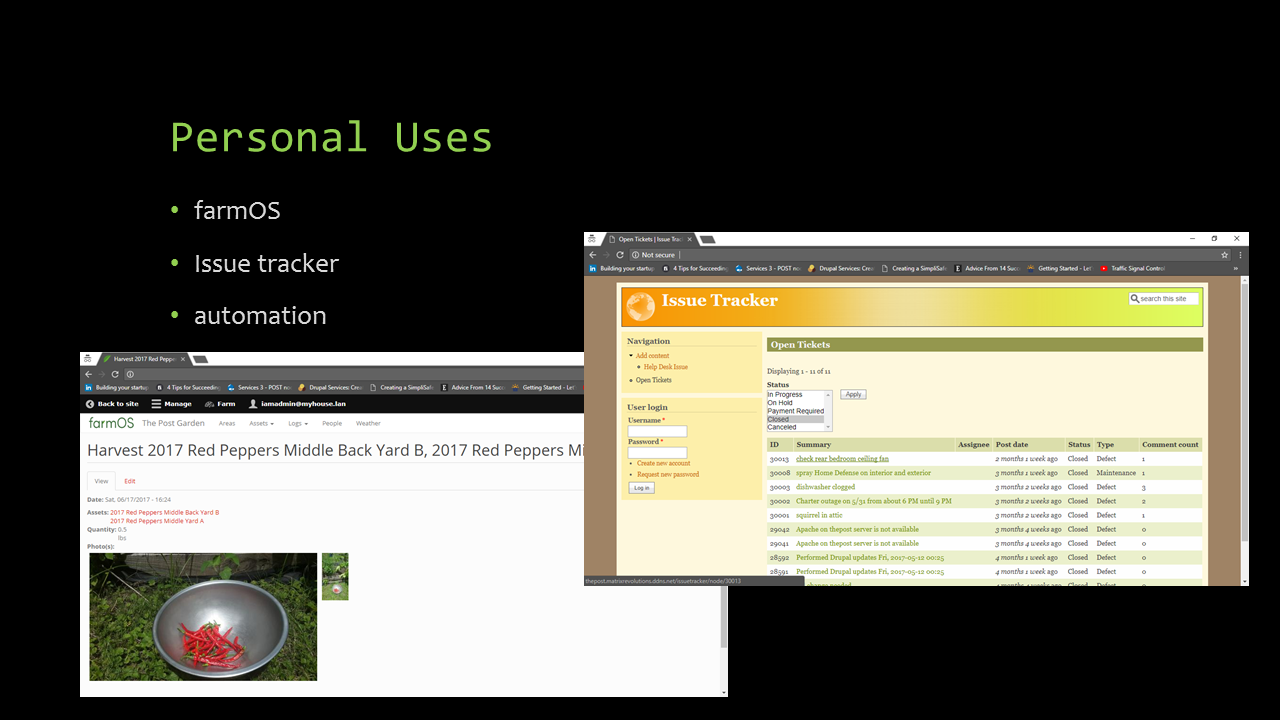 Personal Uses
• farmOS
• Issue tracker
• automation
Harvest 2017 Red Peppe
Building your startup
4 Tips for Succeeding
Services 3 - POST no
Drupal Services: Crea
Creating a SimpliSafe
Advice From 14 Succ
Getting Started - Let
Back to site
Manage
Farm
iamadmin@myhouse.lan
farmOS
The Post Garden
Areas
Assets
Logs
People
Weather
Harvest 2017 Red Peppers Middle Back Yard B, 2017 Red Peppers Mi
View
Edit
Date: Sat, 06/17/2017 - 16:24
Assets: 2017 Red Peppers Middle Back Yard B
2017 Red Peppers Middle Yard A
Quantity: 0.5
lbs
Photo(s):
Open Tickets | Issue Trac
Not secure
Building your startup
4 Tips for Succeeding
Services 3 - POST no
Drupal Services: Crea
Creating a SimpliSaf
Advice From 14 Succ
Getting Started - Let
Traffic Signal Control
Issue Tracker
search this site
Navigation
Add content
Help Desk Issue
Open Tickets
User login
Username *
Password *
Create new account
Request new password
Log in
Open Tickets
Displaying 1 - 11 of 11
Status
In Progress
On Hold
Payment Required
Closed
Canceled
Apply
ID Summary Assignee Post date Status Type Comment count
30013 check rear bedroom ceiling fan 2 months 1 week ago Closed Defect 1
30008 spray Home Defense on interior and exterior 2 months 1 week ago Closed Maintenance 1
30003 dishwasher clogged 3 months 2 weeks ago Closed Defect 3
30002 Charter outage on 5/31 from about 6 PM until 9 PM 3 months 2 weeks ago Closed Defect 2
30001 squirrel in attic 3 months 2 weeks ago Closed Defect 1
29042 Apache on thepost server is not available 3 months 4 weeks ago Closed Defect 0
29041 Apache on thepost server is not available 3 months 4 weeks ago Closed Defect 0
28592 Performed Drupal updates Fri, 2017-05-12 00:25 4 months 1 week ago Closed Defect 0
28591 Performed Drupal updates Fri, 2017-05-12 00:25 4 months 1 week ago Closed Defect 0
thepost.matrixrevolutions.ddns.net/issuetracker/node/30013